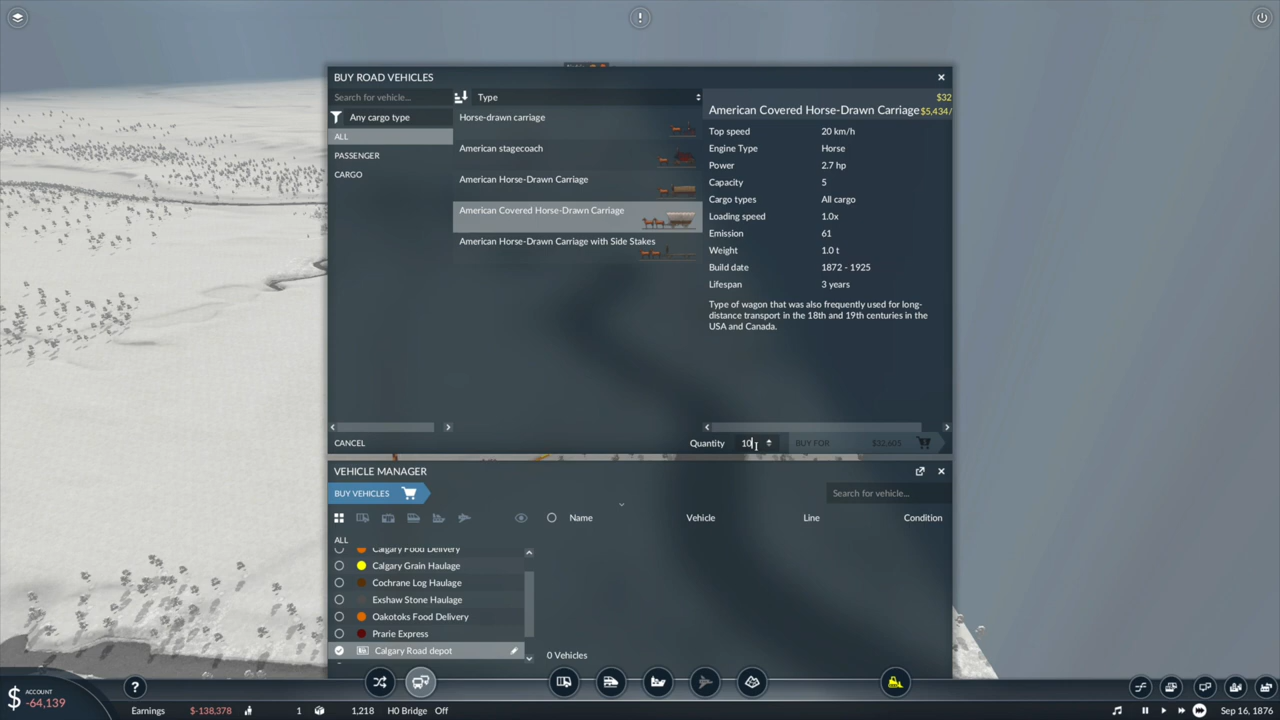 !
BUY ROAD VEHICLES
Search for vehicle...
Type
Any cargo type
ALL
PASSENGER
CARGO
Horse-drawn carriage
American stagecoach
American Horse-Drawn Carriage
American Covered Horse-Drawn Carriage
American Horse-Drawn Carriage with Side Stakes
$32
American Covered Horse-Drawn Carriage $5,434/
Top speed 20 km/h
Engine Type Horse
Power 2.7 hp
Capacity 5
Cargo types All cargo
Loading speed 1.0x
Emission 61
Weight 1.0 t
Build date 1872 - 1925
Lifespan 3 years
Type of wagon that was also frequently used for long-
distance transport in the 18th and 19th centuries in the
USA and Canada.
CANCEL
Quantity 10
BUY FOR $32,605
VEHICLE MANAGER
BUY VEHICLES
Search for vehicle...
Name Vehicle Line Condition
ALL
Calgary Food Delivery
Calgary Grain Haulage
Cochrane Log Haulage
Exshaw Stone Haulage
Oakotoks Food Delivery
Prarie Express
Calgary Road depot
0 Vehicles
$ ACCOUNT
-64,139
?
Earnings $-138,378 1 1,218 H0 Bridge Off
Sep 16, 1876